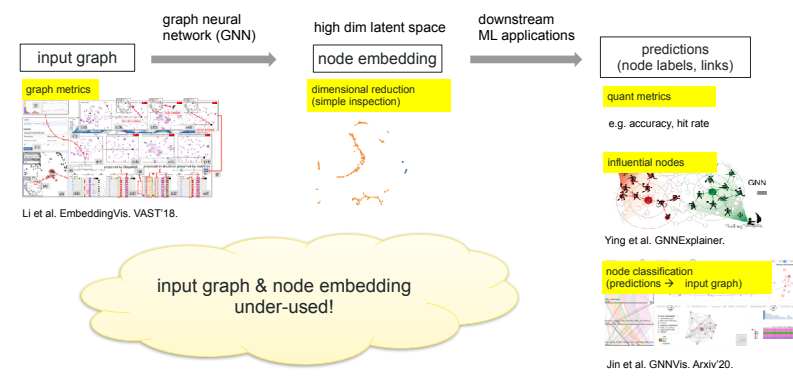 graph neural
network (GNN)
high dim latent space
downstream
ML applications
input graph
node embedding
predictions
(node labels, links)
graph metrics
dimensional reduction
(simple inspection)
quant metrics
e.g. accuracy, hit rate
influential nodes
GNN
Li et al. EmbeddingVis. VAST'18.
Ying et al. GNNExplainer.
input graph & node embedding
under-used!
node classification
(predictions → input graph)
Jin et al. GNNVis. Arxiv'20.